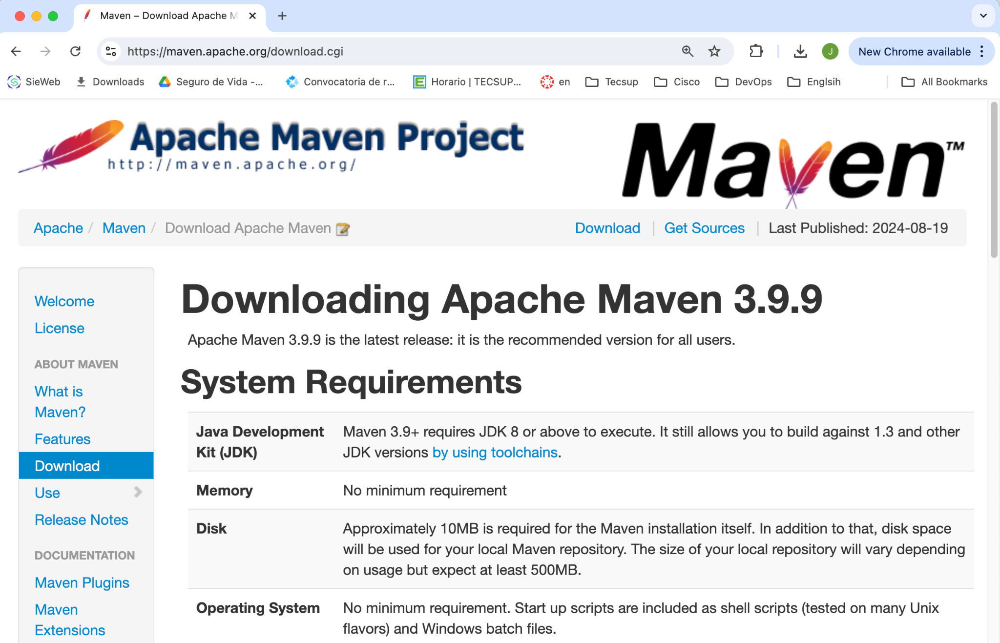 Maven – Download Apache M
https://maven.apache.org/download.cgi
J
New Chrome available
SieWeb
Downloads
Seguro de Vida -...
Convocatoria de r...
Horario | TECSUP...
en
Tecsup
Cisco
DevOps
Englsih
All Bookmarks
Apache Maven Project
http://maven.apache.org/
Maven™
Apache / Maven / Download Apache Maven
Download | Get Sources | Last Published: 2024-08-19
Welcome
License
ABOUT MAVEN
What is
Maven?
Features
Download
Use
Release Notes
DOCUMENTATION
Maven Plugins
Maven
Extensions
Downloading Apache Maven 3.9.9
Apache Maven 3.9.9 is the latest release: it is the recommended version for all users.
System Requirements
Java Development
Kit (JDK)
Maven 3.9+ requires JDK 8 or above to execute. It still allows you to build against 1.3 and other
JDK versions by using toolchains.
Memory
No minimum requirement
Disk
Approximately 10MB is required for the Maven installation itself. In addition to that, disk space
will be used for your local Maven repository. The size of your local repository will vary depending
on usage but expect at least 500MB.
Operating System
No minimum requirement. Start up scripts are included as shell scripts (tested on many Unix
flavors) and Windows batch files.